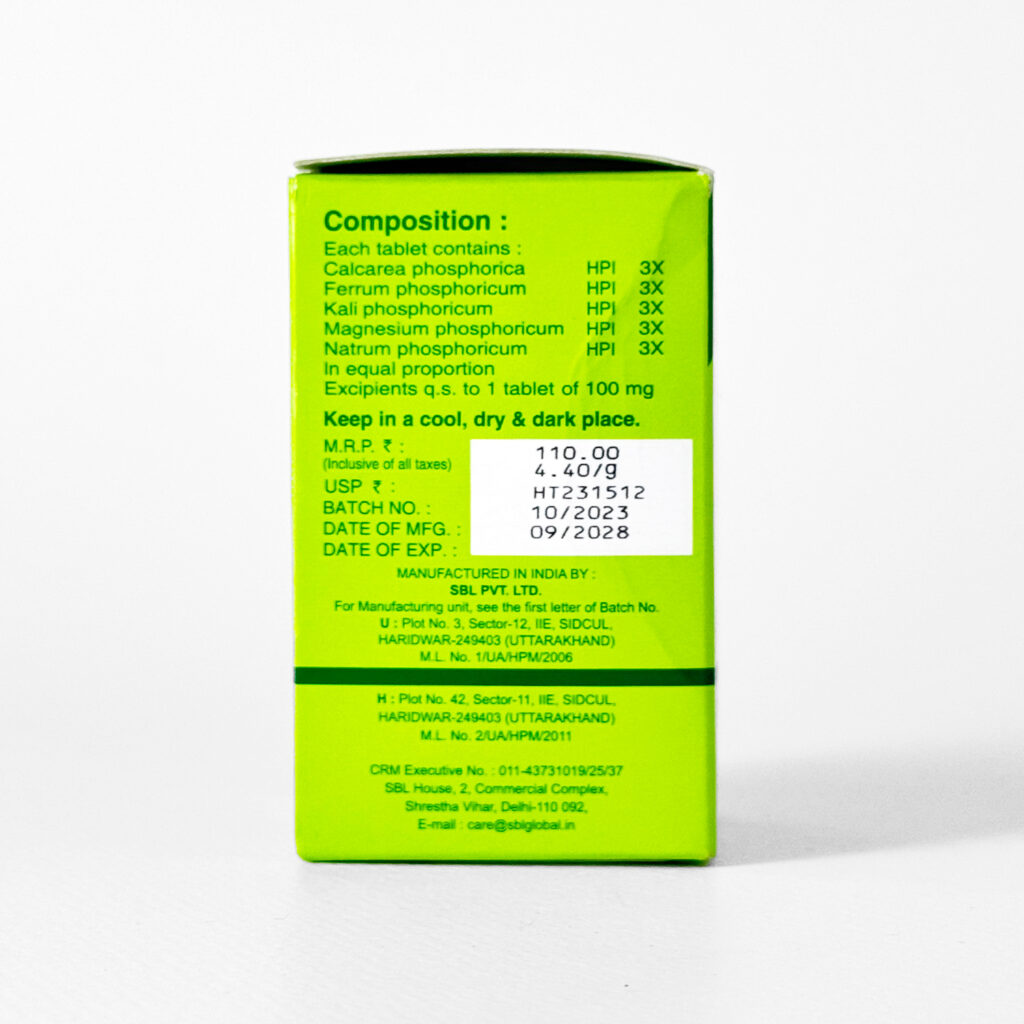 Composition :
Each tablet contains :
Calcarea phosphorica HPI 3X
Ferrum phosphoricum HPI 3X
Kali phosphoricum HPI 3X
Magnesium phosphoricum HPI 3X
Natrum phosphoricum HPI 3X
In equal proportion
Excipients q.s. to 1 tablet of 100 mg
Keep in a cool, dry & dark place.
M.R.P. ₹ : 110.00
(Inclusive of all taxes)
USP ₹ : 4.40/g
BATCH NO. : HT231512
DATE OF MFG. : 10/2023
DATE OF EXP. : 09/2028
MANUFACTURED IN INDIA BY :
SBL PVT. LTD.
For Manufacturing unit, see the first letter of Batch No.
U : Plot No. 3, Sector-12, IIE, SIDCUL,
HARIDWAR-249403 (UTTARAKHAND)
M.L. No. 1/UA/HPM/2006
H : Plot No. 42, Sector-11, IIE, SIDCUL,
HARIDWAR-249403 (UTTARAKHAND)
M.L. No. 2/UA/HPM/2011
CRM Executive No. : 011-43731019/25/37
SBL House, 2, Commercial Complex,
Shrestha Vihar, Delhi-110 092,
E-mail : care@sblglobal.in